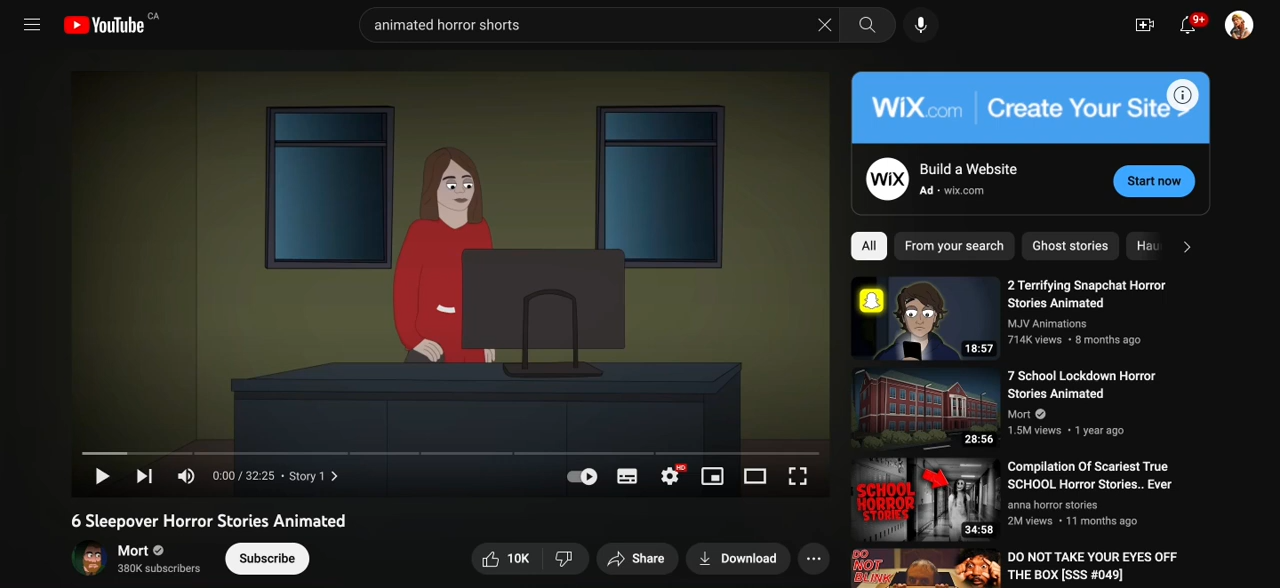 YouTube CA
animated horror shorts
9+
WiX.com | Create Your Site >
WiX
Build a Website
Ad · wix.com
Start now
All
From your search
Ghost stories
Hau
2 Terrifying Snapchat Horror
Stories Animated
MJV Animations
714K views · 8 months ago
18:57
7 School Lockdown Horror
Stories Animated
Mort
1.5M views · 1 year ago
28:56
SCHOOL
HORROR
STORIES
34:58
Compilation Of Scariest True
SCHOOL Horror Stories.. Ever
anna horror stories
2M views · 11 months ago
DO
NOT
BLINK
DO NOT TAKE YOUR EYES OFF
THE BOX [SSS #049]
0:00 / 32:25 · Story 1
HD
6 Sleepover Horror Stories Animated
Mort
380K subscribers
Subscribe
10K
Share
Download